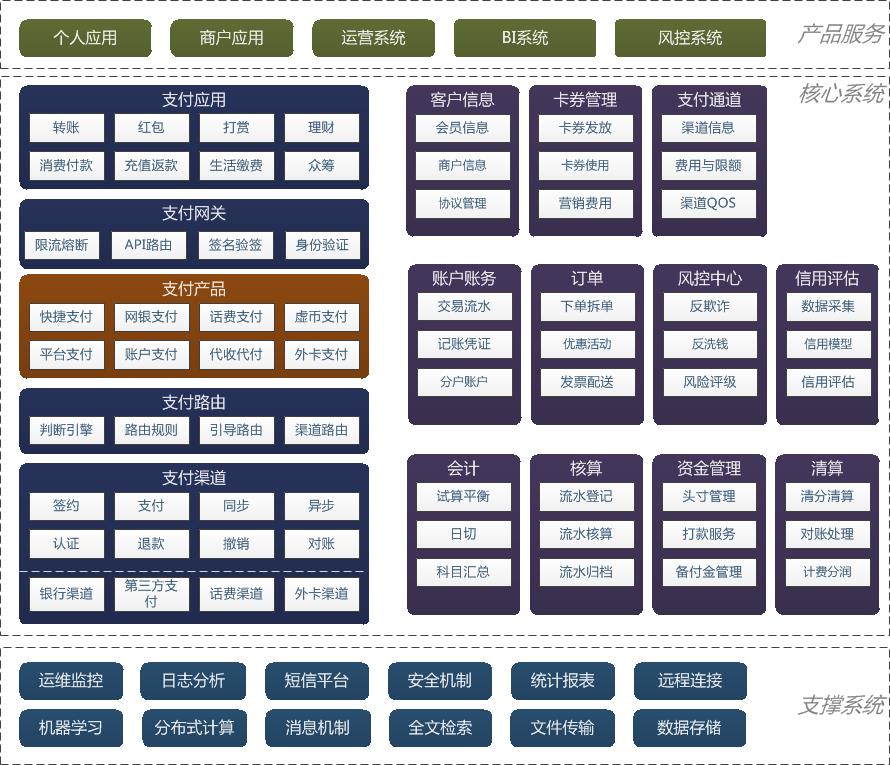 个人应用
商户应用
运营系统
BI系统
风控系统
产品服务
核心系统
支付应用
转账
红包
打赏
理财
消费付款
充值返款
生活缴费
众筹
支付网关
限流熔断
API路由
签名验签
身份验证
支付产品
快捷支付
网银支付
话费支付
虚币支付
平台支付
账户支付
代收代付
外卡支付
支付路由
判断引擎
路由规则
引导路由
渠道路由
支付渠道
签约
支付
同步
异步
认证
退款
撤销
对账
银行渠道
第三方支
付
话费渠道
外卡渠道
客户信息
会员信息
商户信息
协议管理
卡券管理
卡券发放
卡券使用
营销费用
支付通道
渠道信息
费用与限额
渠道QOS
账户账务
交易流水
记账凭证
分户账户
订单
下单拆单
优惠活动
发票配送
风控中心
反欺诈
反洗钱
风险评级
信用评估
数据采集
信用模型
信用评估
会计
试算平衡
日切
科目汇总
核算
流水登记
流水核算
流水归档
资金管理
头寸管理
打款服务
备付金管理
清算
清分清算
对账处理
计费分润
运维监控
日志分析
短信平台
安全机制
统计报表
远程连接
支撑系统
机器学习
分布式计算
消息机制
全文检索
文件传输
数据存储